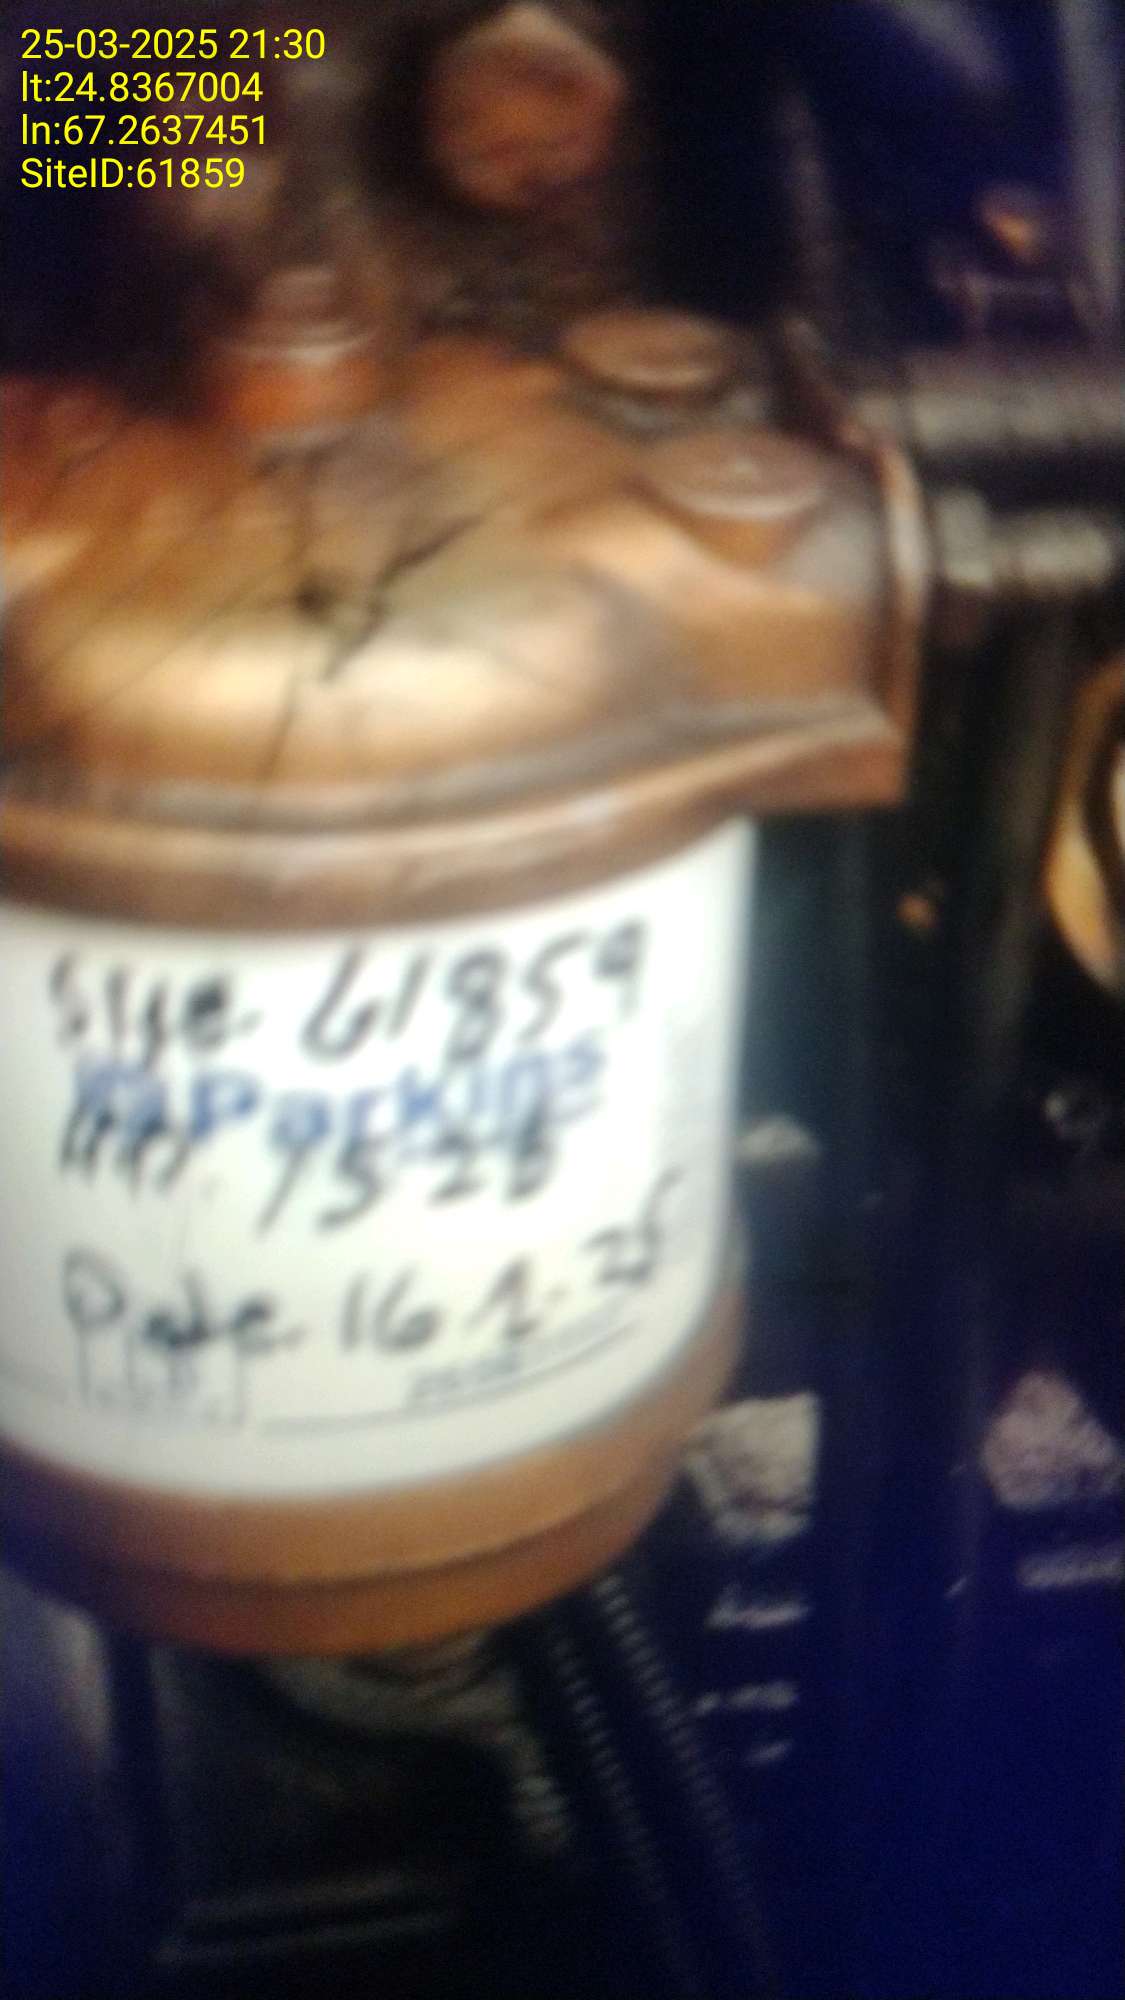 25-03-2025 21:30
lt:24.8367004
ln:67.2637451
SiteID:61859
Site. 61859
Perkins
7528
Date. 16.1.25